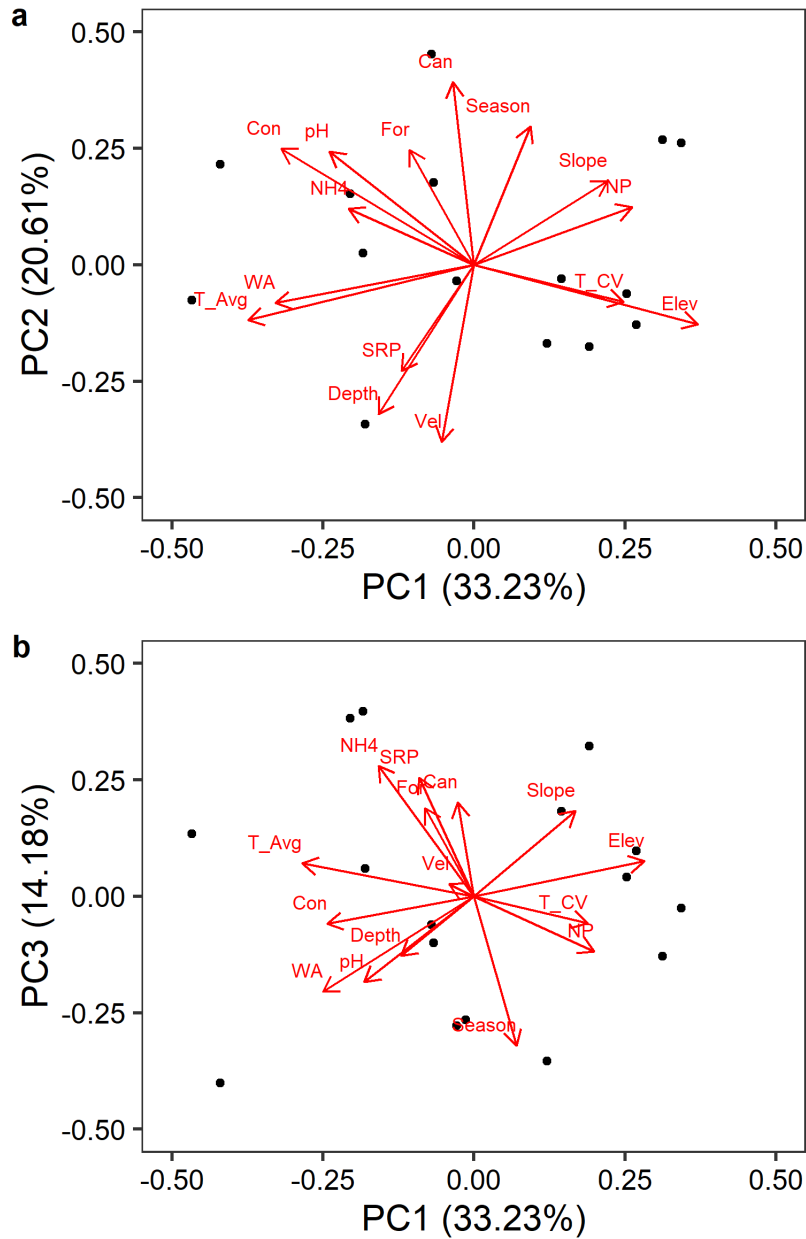 a
0.50
0.25
0.00
-0.25
-0.50
PC2 (20.61%)
Can
Season
Con
pH
For
Slope
NH4
NP
WA
T_Avg
T_CV
Elev
SRP
Depth
Vel
-0.50
-0.25
0.00
0.25
0.50
PC1 (33.23%)
b
0.50
0.25
0.00
-0.25
-0.50
PC3 (14.18%)
NH4
SRP
For
Can
Slope
T_Avg
Elev
Vel
Con
T_CV
Depth
NP
WA
pH
Season
-0.50
-0.25
0.00
0.25
0.50
PC1 (33.23%)